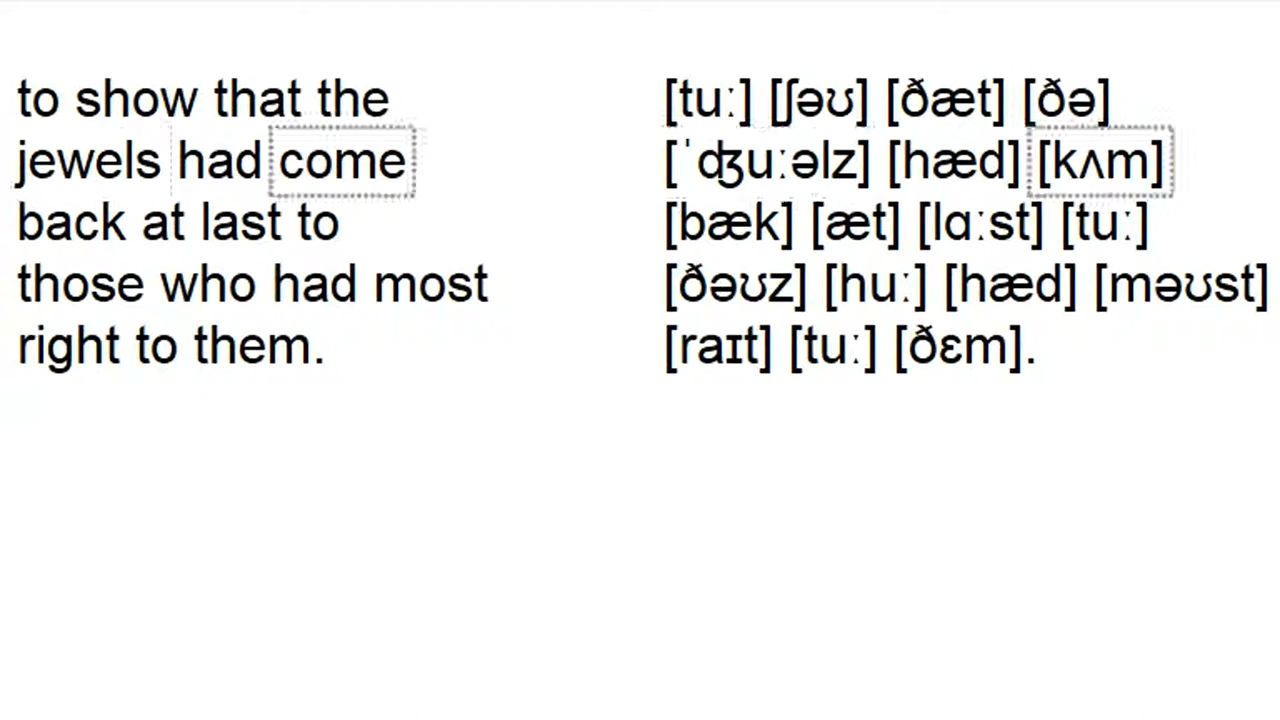 to show that the
jewels had come
back at last to
those who had most
right to them.
[tuː] [ʃəʊ] [ðæt] [ðə]
[ˈʤuːəlz] [hæd] [kʌm]
[bæk] [æt] [lɑːst] [tuː]
[ðəʊz] [huː] [hæd] [məʊst]
[raɪt] [tuː] [ðɛm].